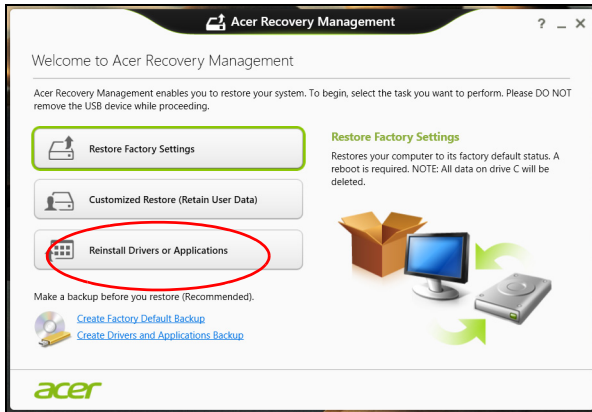 Acer Recovery Management
? _ X
Welcome to Acer Recovery Management
Acer Recovery Management enables you to restore your system. To begin, select the task you want to perform. Please DO NOT
remove the USB device while proceeding.
Restore Factory Settings
Customized Restore (Retain User Data)
Reinstall Drivers or Applications
Make a backup before you restore (Recommended).
Create Factory Default Backup
Create Drivers and Applications Backup
Restore Factory Settings
Restores your computer to its factory default status. A
reboot is required. NOTE: All data on drive C will be
deleted.
acer